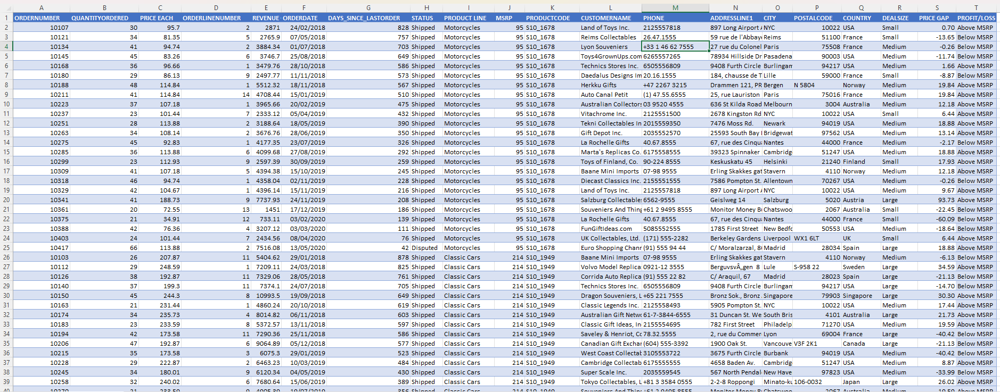 A B C D E F G H I J K L M N O P Q R S T
1 ORDERNUMBER QUANTITYORDERED PRICE EACH ORDERLINENUMBER REVENUE ORDERDATE DAYS_SINCE_LASTORDER STATUS PRODUCT LINE MSRP PRODUCTCODE CUSTOMERNAME PHONE ADDRESSLINE1 CITY POSTALCODE COUNTRY DEALSIZE PRICE GAP PROFIT/LOSS
2 10107 30 95.7 2 2871 24/02/2018 828 Shipped Motorcycles 95 S10_1678 Land of Toys Inc. 2125557818 897 Long Airport NYC 10022 USA Small 0.70 Above MSRP
3 10121 34 81.35 5 2765.9 07/05/2018 757 Shipped Motorcycles 95 S10_1678 Reims Collectables 26.47.1555 59 rue de l'Abbay Reims 51100 France Small -13.65 Below MSRP
4 10134 41 94.74 2 3884.34 01/07/2018 703 Shipped Motorcycles 95 S10_1678 Lyon Souveniers +33 1 46 62 7555 27 rue du Colonel Paris 75508 France Medium -0.26 Below MSRP
5 10145 45 83.26 6 3746.7 25/08/2018 649 Shipped Motorcycles 95 S10_1678 Toys4GrownUps.com 6265557265 78934 Hillside Dr Pasadena 90003 USA Medium -11.74 Below MSRP
6 10168 36 96.66 1 3479.76 28/10/2018 586 Shipped Motorcycles 95 S10_1678 Technics Stores Inc. 6505556809 9408 Furth Circle Burlingam 94217 USA Medium 1.66 Above MSRP
7 10180 29 86.13 9 2497.77 11/11/2018 573 Shipped Motorcycles 95 S10_1678 Daedalus Designs Im 20.16.1555 184, chausse de T Lille 59000 France Small -8.87 Below MSRP
8 10188 48 114.84 1 5512.32 18/11/2018 567 Shipped Motorcycles 95 S10_1678 Herkku Gifts +47 2267 3215 Drammen 121, PR Bergen N 5804 Norway Medium 19.84 Above MSRP
9 10211 41 114.84 14 4708.44 15/01/2019 510 Shipped Motorcycles 95 S10_1678 Auto Canal Petit (1) 47.55.6555 25, rue Lauriston Paris 75016 France Medium 19.84 Above MSRP
10 10223 37 107.18 1 3965.66 20/02/2019 475 Shipped Motorcycles 95 S10_1678 Australian Collectors 03 9520 4555 636 St Kilda Road Melbourn 3004 Australia Medium 12.18 Above MSRP
11 10237 23 101.44 7 2333.12 05/04/2019 432 Shipped Motorcycles 95 S10_1678 Vitachrome Inc. 2125551500 2678 Kingston Rd NYC 10022 USA Small 6.44 Above MSRP
12 10251 28 113.88 2 3188.64 18/05/2019 390 Shipped Motorcycles 95 S10_1678 Tekni Collectables In 2015559350 7476 Moss Rd. Newark 94019 USA Medium 18.88 Above MSRP
13 10263 34 108.14 2 3676.76 28/06/2019 350 Shipped Motorcycles 95 S10_1678 Gift Depot Inc. 2035552570 25593 South Bay Bridgewat 97562 USA Medium 13.14 Above MSRP
14 10275 45 92.83 1 4177.35 23/07/2019 326 Shipped Motorcycles 95 S10_1678 La Rochelle Gifts 40.67.8555 67, rue des Cinqu Nantes 44000 France Medium -2.17 Below MSRP
15 10285 36 113.88 6 4099.68 27/08/2019 292 Shipped Motorcycles 95 S10_1678 Marta's Replicas Co. 6175558555 39323 Spinnaker Cambridg 51247 USA Medium 18.88 Above MSRP
16 10299 23 112.93 9 2597.39 30/09/2019 259 Shipped Motorcycles 95 S10_1678 Toys of Finland, Co. 90-224 8555 Keskuskatu 45 Helsinki 21240 Finland Small 17.93 Above MSRP
17 10309 41 107.18 5 4394.38 15/10/2019 245 Shipped Motorcycles 95 S10_1678 Baane Mini Imports 07-98 9555 Erling Skakkes gat Stavern 4110 Norway Medium 12.18 Above MSRP
18 10318 46 94.74 1 4358.04 02/11/2019 228 Shipped Motorcycles 95 S10_1678 Diecast Classics Inc. 2155551555 7586 Pompton St. Allentown 70267 USA Medium -0.26 Below MSRP
19 10329 42 104.67 1 4396.14 15/11/2019 216 Shipped Motorcycles 95 S10_1678 Land of Toys Inc. 2125557818 897 Long Airport NYC 10022 USA Medium 9.67 Above MSRP
20 10341 41 188.73 9 7737.93 24/11/2019 208 Shipped Motorcycles 95 S10_1678 Salzburg Collectable 6562-9555 Geislweg 14 Salzburg 5020 Austria Large 93.73 Above MSRP
21 10361 20 72.55 13 1451 17/12/2019 186 Shipped Motorcycles 95 S10_1678 Souveniers And Thing +61 2 9495 8555 Monitor Money B Chatswoo 2067 Australia Small -22.45 Below MSRP
22 10375 21 34.91 12 733.11 03/02/2020 139 Shipped Motorcycles 95 S10_1678 La Rochelle Gifts 40.67.8555 67, rue des Cinqu Nantes 44000 France Small -60.09 Below MSRP
23 10388 42 76.36 4 3207.12 03/03/2020 111 Shipped Motorcycles 95 S10_1678 FunGiftIdeas.com 5085552555 1785 First Street New Bedfo 50553 USA Medium -18.64 Below MSRP
24 10403 24 101.44 7 2434.56 08/04/2020 76 Shipped Motorcycles 95 S10_1678 UK Collectables, Ltd. (171) 555-2282 Berkeley Gardens Liverpool WX1 6LT UK Small 6.44 Above MSRP
25 10417 66 113.88 2 7516.08 13/05/2020 42 Disputed Motorcycles 95 S10_1678 Euro Shopping Chan (91) 555 94 44 C/ Moralzarzal, 8 Madrid 28034 Spain Large 18.88 Above MSRP
26 10103 26 207.87 11 5404.62 29/01/2018 878 Shipped Classic Cars 214 S10_1949 Baane Mini Imports 07-98 9555 Erling Skakkes gat Stavern 4110 Norway Medium -6.13 Below MSRP
27 10112 29 248.59 1 7209.11 24/03/2018 825 Shipped Classic Cars 214 S10_1949 Volvo Model Replica 0921-12 3555 BerguvsvÂ„gen 8 Lule S-958 22 Sweden Large 34.59 Above MSRP
28 10126 38 192.87 11 7329.06 28/05/2018 761 Shipped Classic Cars 214 S10_1949 Corrida Auto Replica (91) 555 22 82 C/ Araquil, 67 Madrid 28023 Spain Large -21.13 Below MSRP
29 10140 37 199.3 11 7374.1 24/07/2018 705 Shipped Classic Cars 214 S10_1949 Technics Stores Inc. 6505556809 9408 Furth Circle Burlingam 94217 USA Large -14.70 Below MSRP
30 10150 45 244.3 8 10993.5 19/09/2018 649 Shipped Classic Cars 214 S10_1949 Dragon Souveniers, L +65 221 7555 Bronz Sok., Bronz Singapore 79903 Singapore Large 30.30 Above MSRP
31 10163 21 231.44 1 4860.24 20/10/2018 619 Shipped Classic Cars 214 S10_1949 Classic Legends Inc. 2125558493 5905 Pompton St. NYC 10022 USA Medium 17.44 Above MSRP
32 10174 34 235.73 4 8014.82 06/11/2018 603 Shipped Classic Cars 214 S10_1949 Australian Gift Netw 61-7-3844-6555 31 Duncan St. We South Bris 4101 Australia Large 21.73 Above MSRP
33 10183 23 233.59 8 5372.57 13/11/2018 597 Shipped Classic Cars 214 S10_1949 Classic Gift Ideas, In 2155554695 782 First Street Philadelp 71270 USA Medium 19.59 Above MSRP
34 10194 42 173.58 11 7290.36 25/11/2018 586 Shipped Classic Cars 214 S10_1949 Saveley & Henriot, Co 78.32.5555 2, rue du Commer Lyon 69004 France Large -40.42 Below MSRP
35 10206 47 192.87 6 9064.89 05/12/2018 577 Shipped Classic Cars 214 S10_1949 Canadian Gift Exchar (604) 555-3392 1900 Oak St. Vancouve V3F 2K1 Canada Large -21.13 Below MSRP
36 10215 35 173.58 3 6075.3 29/01/2019 523 Shipped Classic Cars 214 S10_1949 West Coast Collectab 3105553722 3675 Furth Circle Burbank 94019 USA Medium -40.42 Below MSRP
37 10228 29 222.87 2 6463.23 10/03/2019 484 Shipped Classic Cars 214 S10_1949 Cambridge Collectab 6175555555 4658 Baden Av. Cambridg 51247 USA Medium 8.87 Above MSRP
38 10245 34 180.01 9 6120.34 04/05/2019 430 Shipped Classic Cars 214 S10_1949 Super Scale Inc. 2035559545 567 North Pendal New Have 97823 USA Medium -33.99 Below MSRP
39 10258 32 240.02 6 7680.64 15/06/2019 389 Shipped Classic Cars 214 S10_1949 Tokyo Collectables, L +81 3 3584 0555 2-2-8 Roppongi Minato-ku 106-0032 Japan Large 26.02 Above MSRP